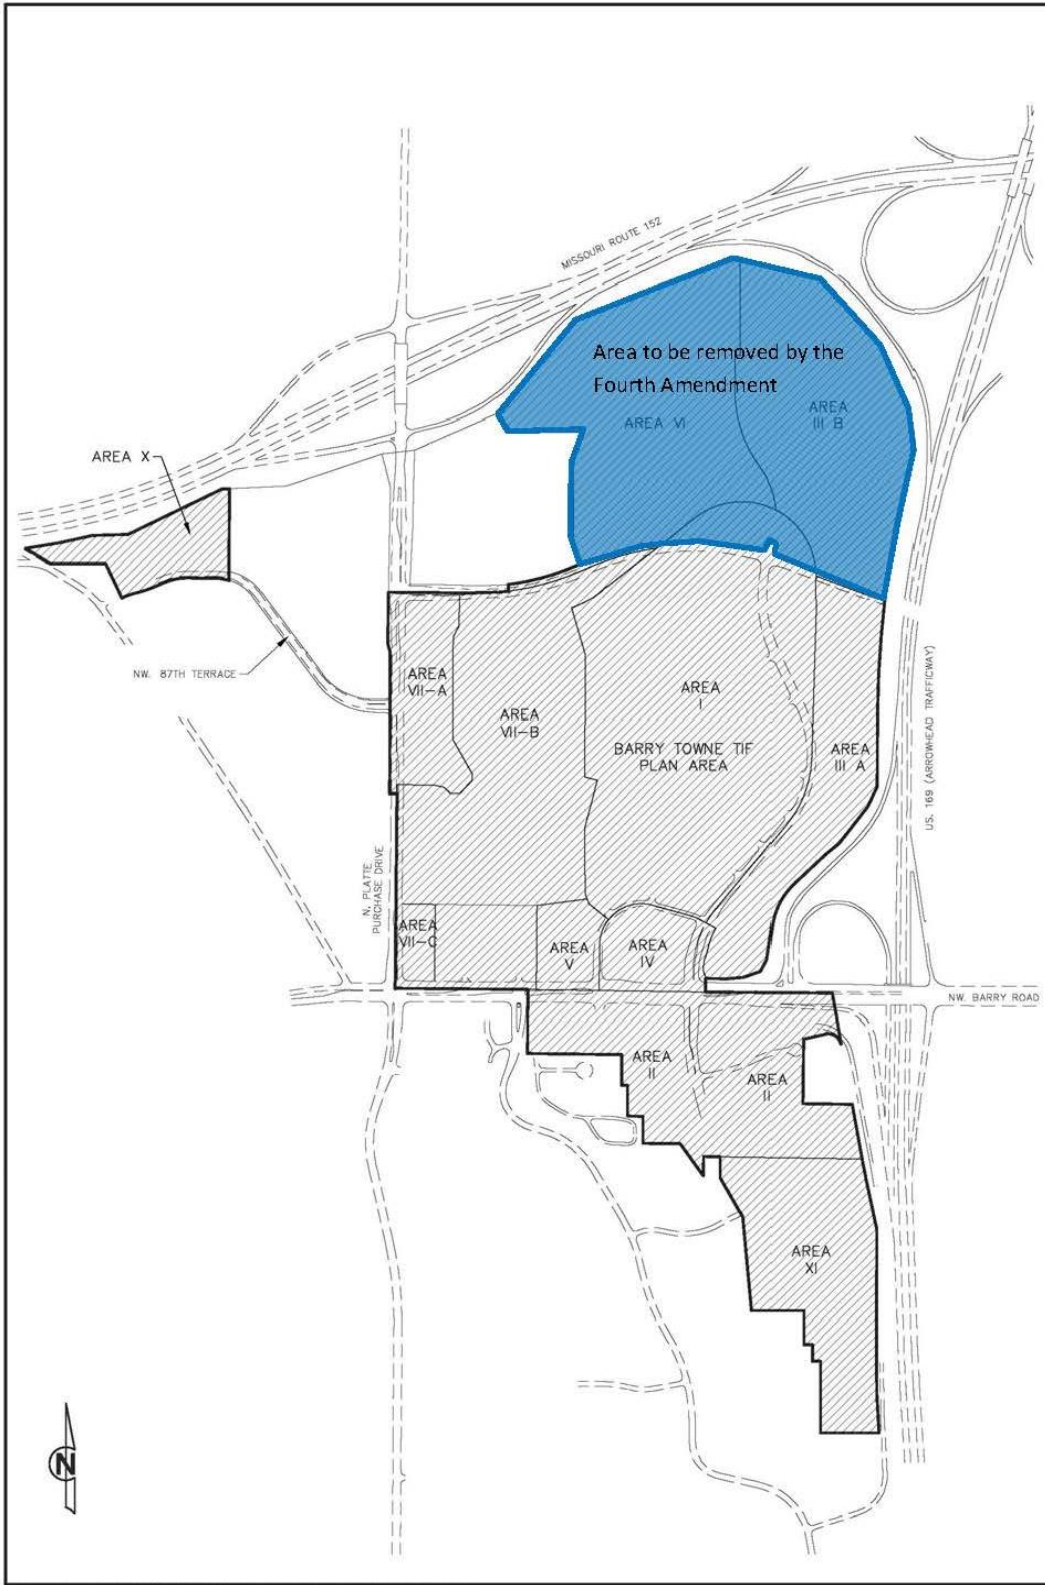 MISSOURI ROUTE 152
Area to be removed by the
Fourth Amendment
AREA VI
AREA
III B
AREA X
NW. 87TH TERRACE
AREA
VII-A
AREA
VII-B
AREA
I
BARRY TOWNE TIF
PLAN AREA
AREA
III A
US. 169 (ARROWHEAD TRAFFICWAY)
N. PLATTE
PURCHASE DRIVE
AREA
VII-C
AREA
V
AREA
IV
NW. BARRY ROAD
AREA
II
AREA
II
AREA
XI
N